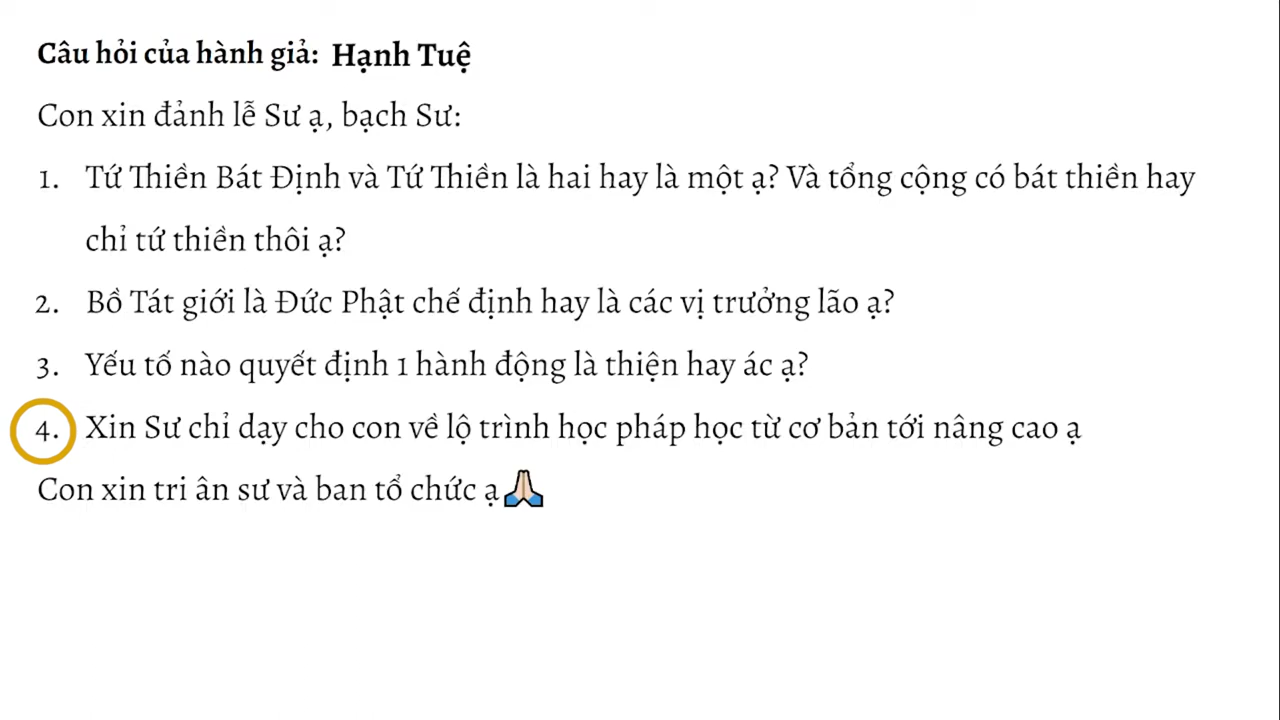 Câu hỏi của hành giả: Hạnh Tuệ
Con xin đảnh lễ Sư ạ, bạch Sư:
1. Tứ Thiền Bát Định và Tứ Thiền là hai hay là một ạ? Và tổng cộng có bát thiền hay
chỉ tứ thiền thôi ạ?
2. Bồ Tát giới là Đức Phật chế định hay là các vị trưởng lão ạ?
3. Yếu tố nào quyết định 1 hành động là thiện hay ác ạ?
4. Xin Sư chỉ dạy cho con về lộ trình học pháp học từ cơ bản tới nâng cao ạ
Con xin tri ân sư và ban tổ chức ạ🙏🏻